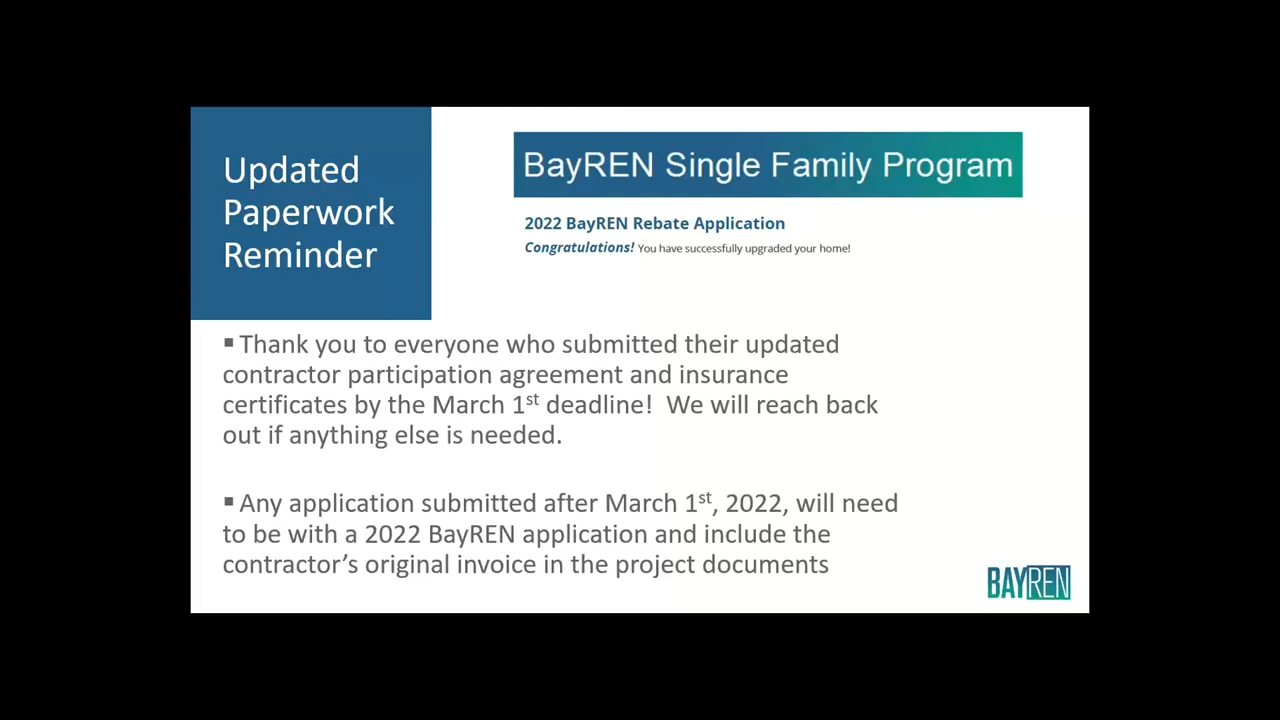 Updated
Paperwork
Reminder
BayREN Single Family Program
2022 BayREN Rebate Application
Congratulations! You have successfully upgraded your home!
▪ Thank you to everyone who submitted their updated
contractor participation agreement and insurance
certificates by the March 1st deadline!  We will reach back
out if anything else is needed.
▪ Any application submitted after March 1st, 2022, will need
to be with a 2022 BayREN application and include the
contractor’s original invoice in the project documents
BAYREN